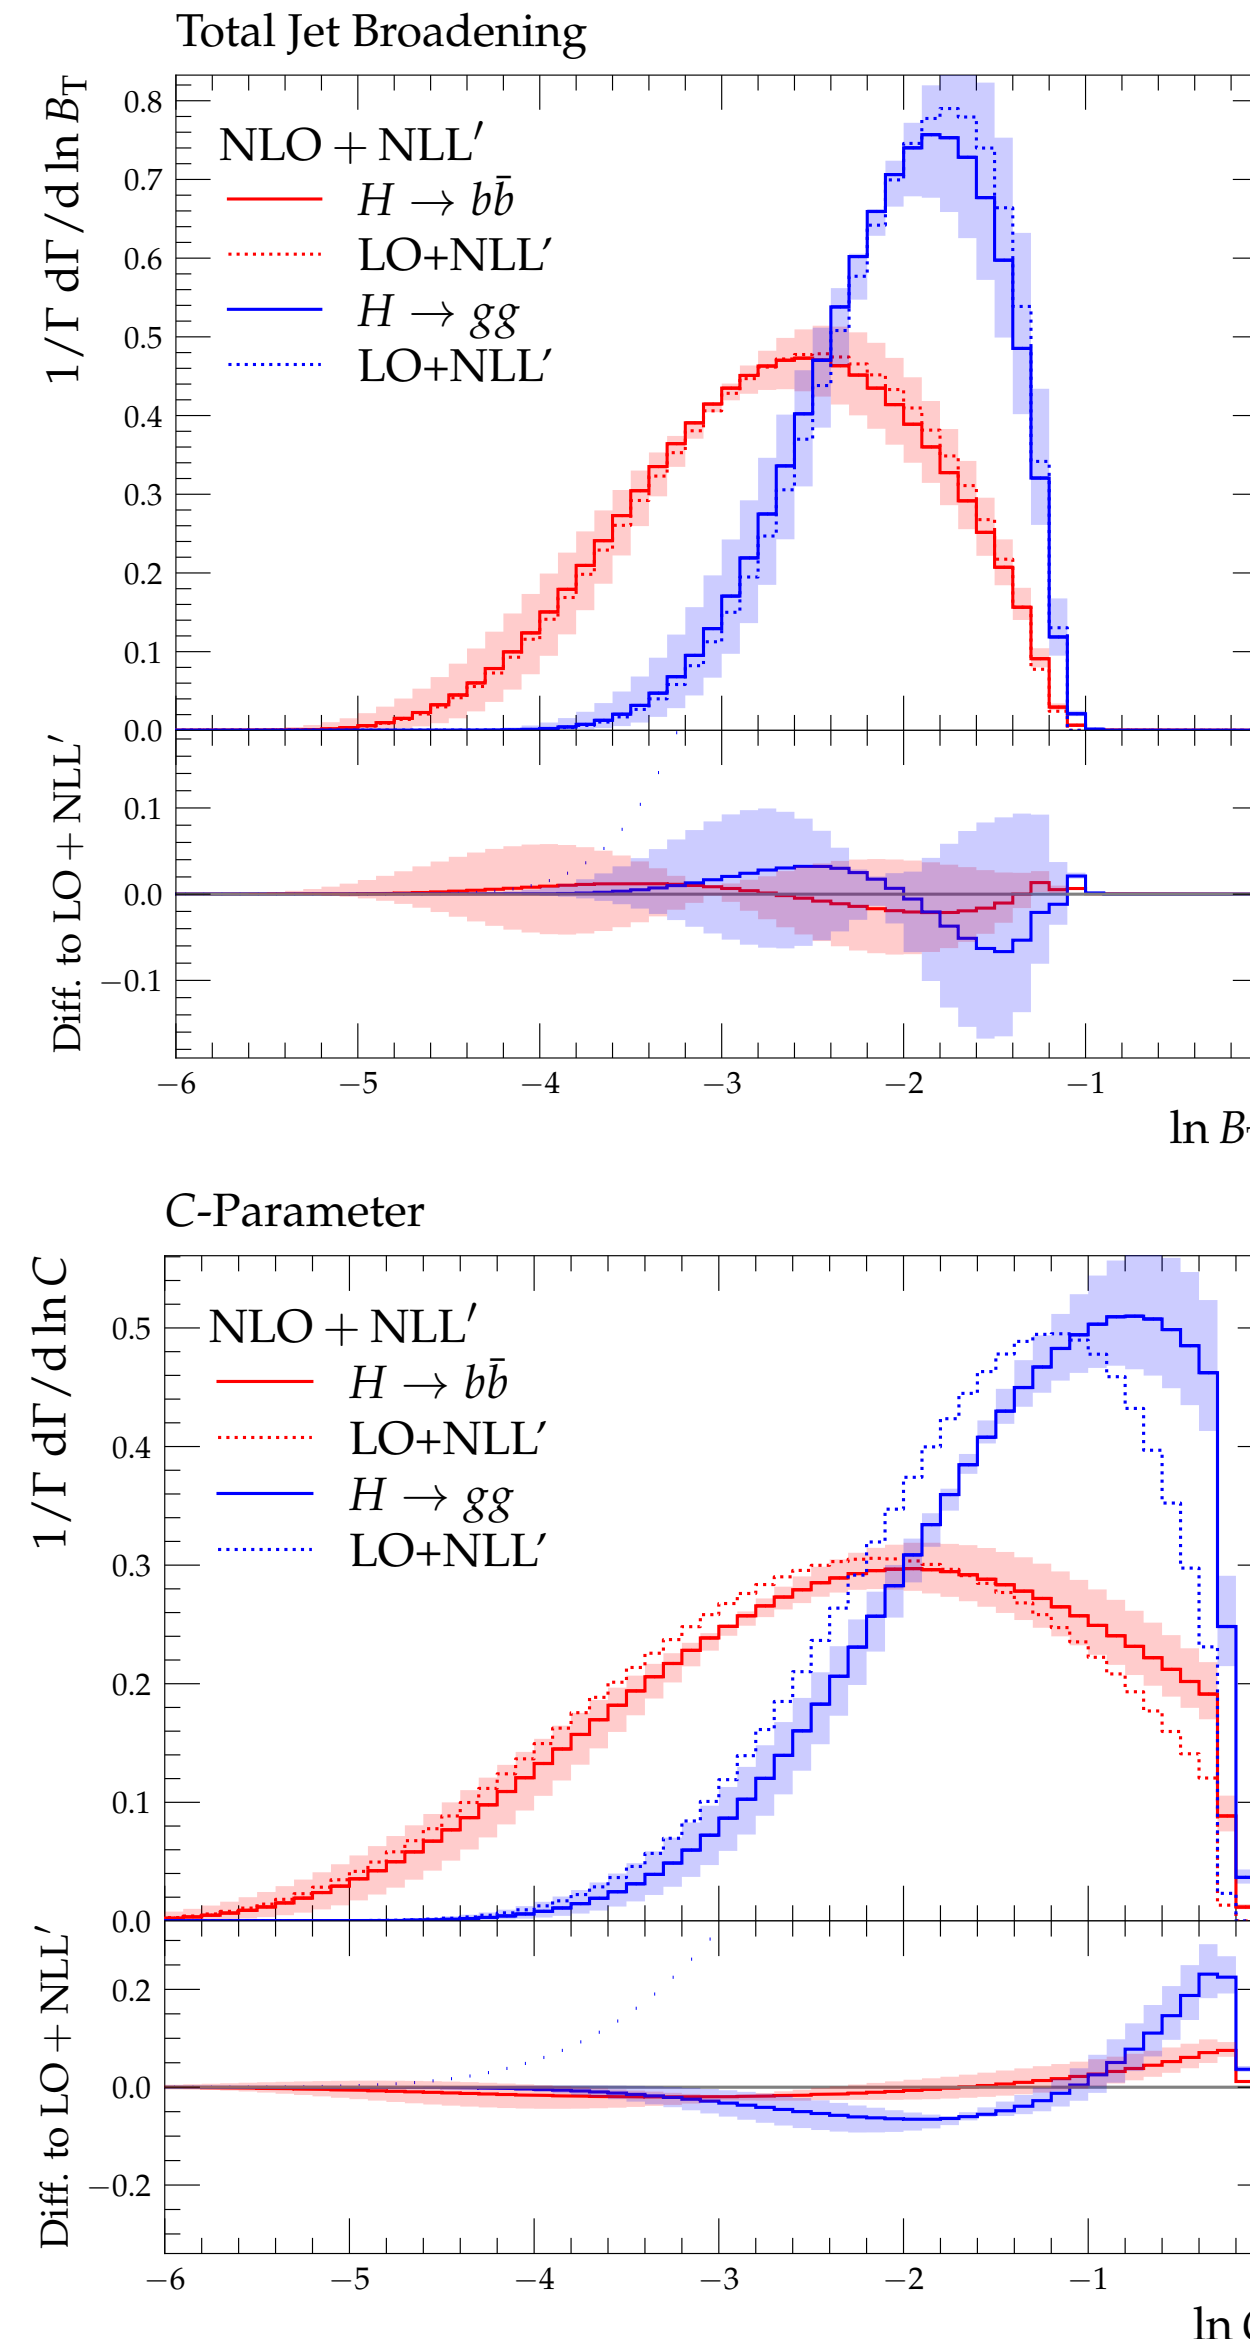 Total Jet Broadening
1/Γ dΓ/d ln B_T
0.8
0.7
0.6
0.5
0.4
0.3
0.2
0.1
0.0
NLO + NLL′
H → bb̄
LO+NLL′
H → gg
LO+NLL′
Diff. to LO + NLL′
0.1
0.0
−0.1
−6 −5 −4 −3 −2 −1
ln B
C-Parameter
1/Γ dΓ/d ln C
0.5
0.4
0.3
0.2
0.1
0.0
NLO + NLL′
H → bb̄
LO+NLL′
H → gg
LO+NLL′
Diff. to LO + NLL′
0.2
0.0
−0.2
−6 −5 −4 −3 −2 −1
ln